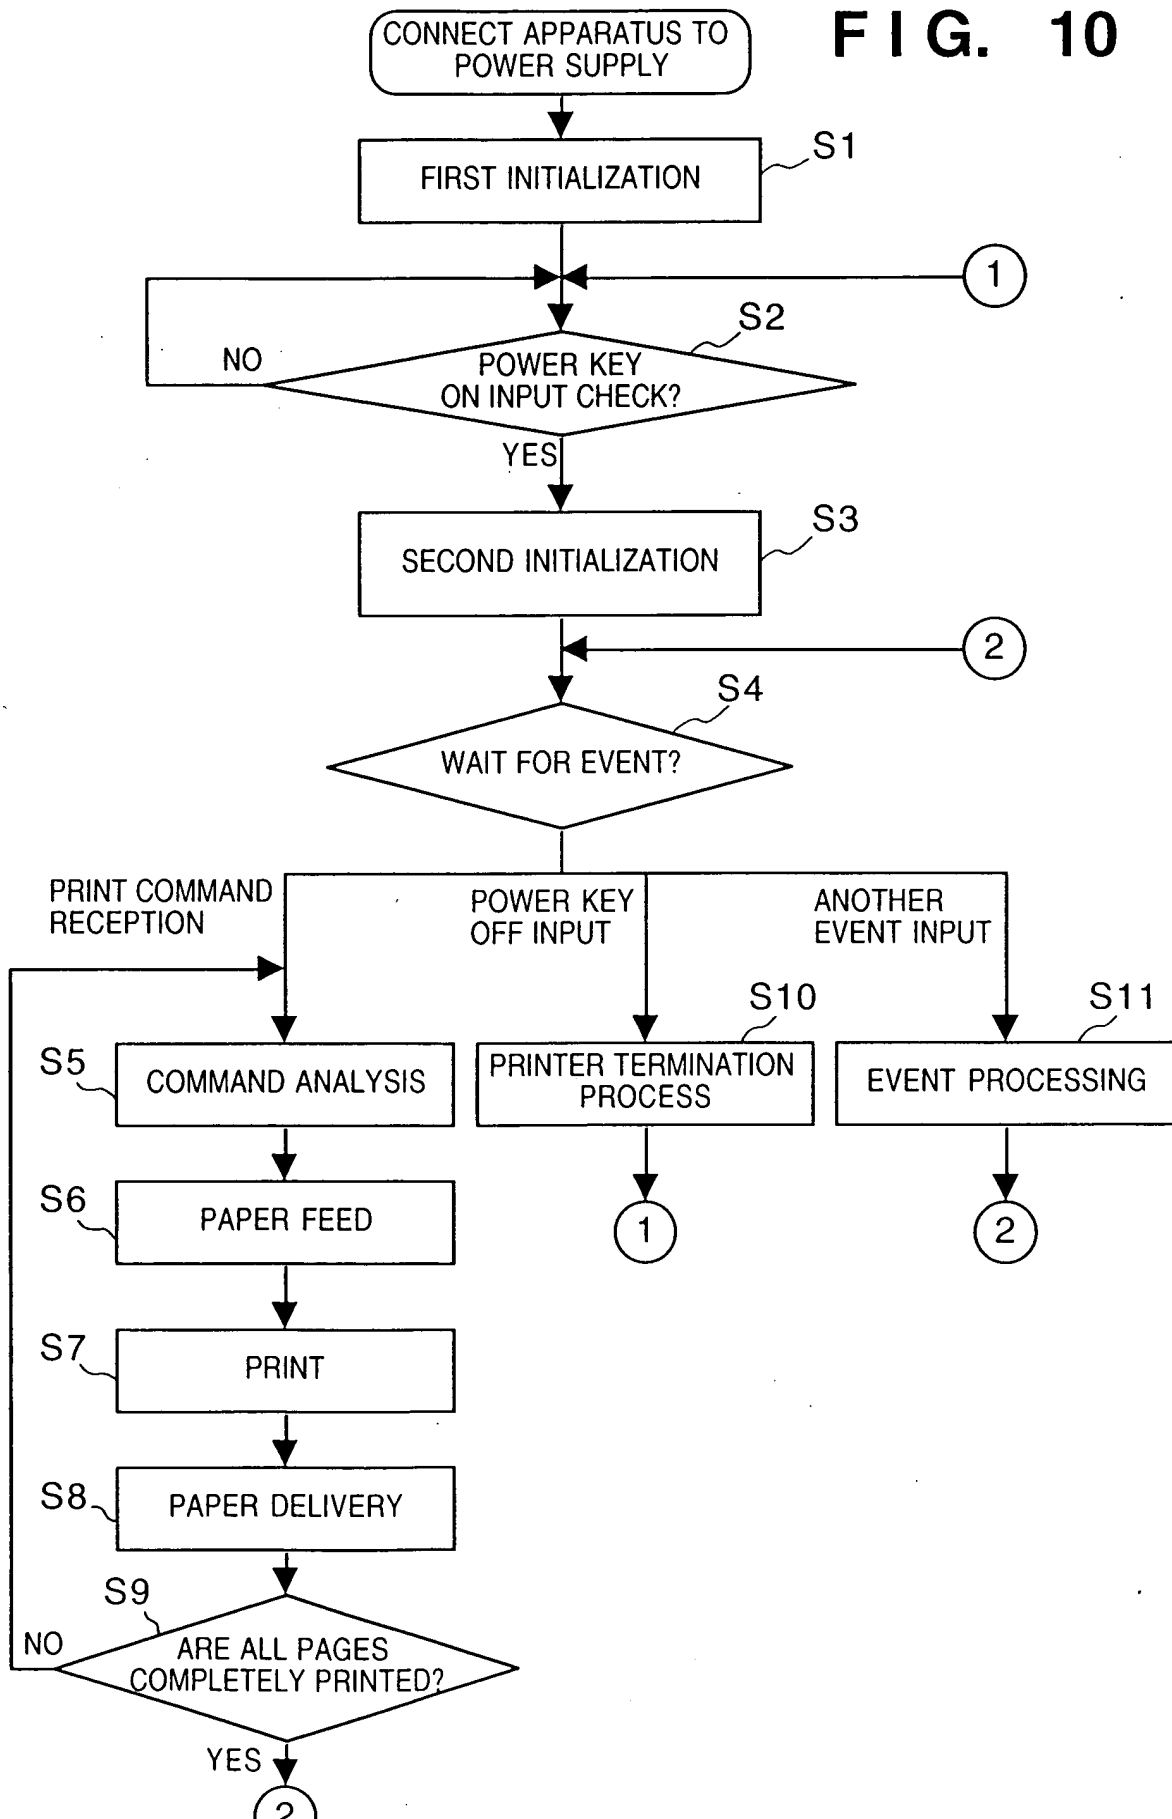 FIG. 10
CONNECT APPARATUS TO
POWER SUPPLY
S1
FIRST INITIALIZATION
1
S2
NO
POWER KEY
ON INPUT CHECK?
YES
S3
SECOND INITIALIZATION
2
S4
WAIT FOR EVENT?
PRINT COMMAND
RECEPTION
POWER KEY
OFF INPUT
ANOTHER
EVENT INPUT
S5
COMMAND ANALYSIS
S10
PRINTER TERMINATION
PROCESS
S11
EVENT PROCESSING
S6
PAPER FEED
1
2
S7
PRINT
S8
PAPER DELIVERY
S9
NO
ARE ALL PAGES
COMPLETELY PRINTED?
YES
2